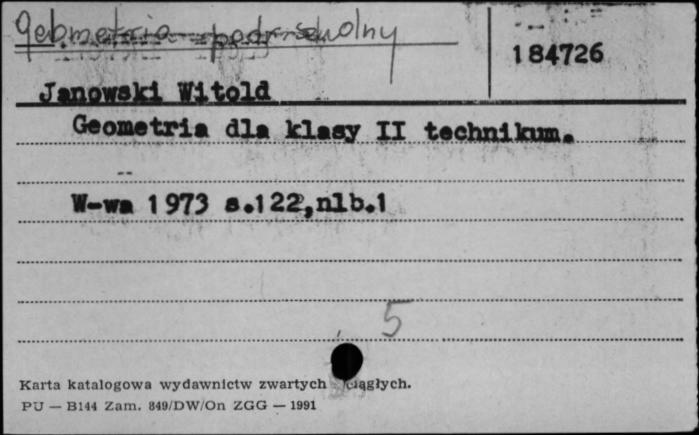 Geometria podr. szkolny
184726
Janowski Witold
Geometria dla klasy II technikum.
W-wa 1973 s.122,nlb.1
5
Karta katalogowa wydawnictw zwartych ciągłych.
PU — B144 Zam. 849/DW/On ZGG — 1991